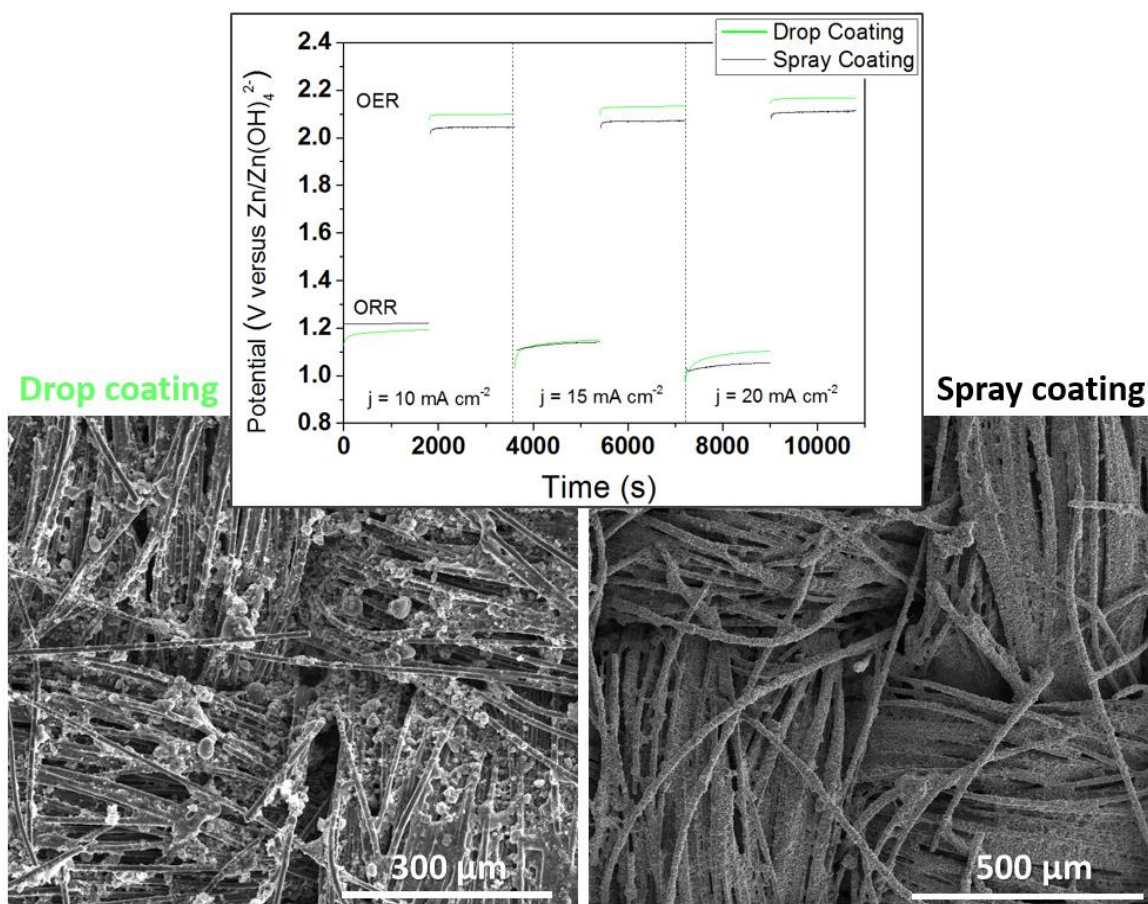 Drop Coating
Spray Coating
2.4
2.2
2.0
1.8
1.6
1.4
1.2
1.0
0.8
Potential (V versus Zn/Zn(OH)₄²⁻)
OER
ORR
j = 10 mA cm⁻² j = 15 mA cm⁻² j = 20 mA cm⁻²
0 2000 4000 6000 8000 10000
Time (s)
Drop coating
Spray coating
300 µm
500 µm